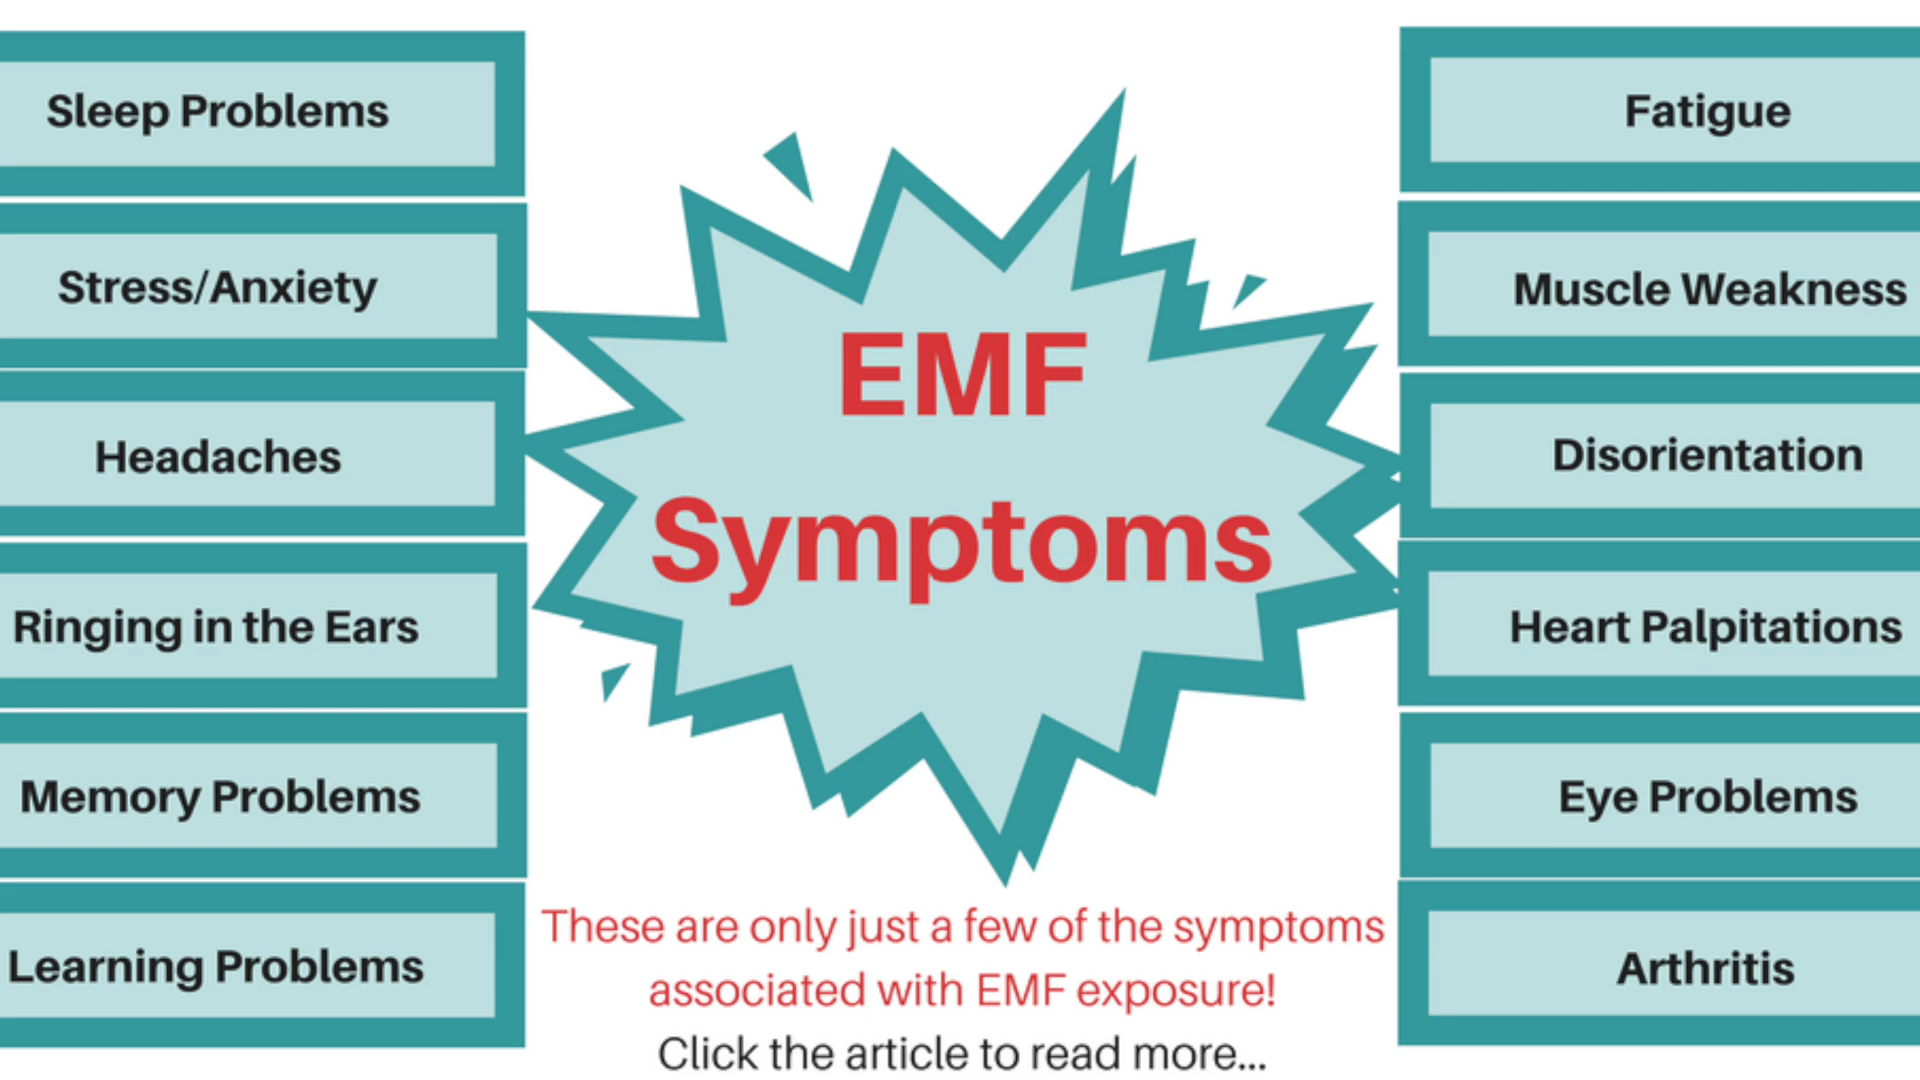 Sleep Problems
Stress/Anxiety
Headaches
Ringing in the Ears
Memory Problems
Learning Problems
EMF
Symptoms
These are only just a few of the symptoms
associated with EMF exposure!
Click the article to read more...
Fatigue
Muscle Weakness
Disorientation
Heart Palpitations
Eye Problems
Arthritis